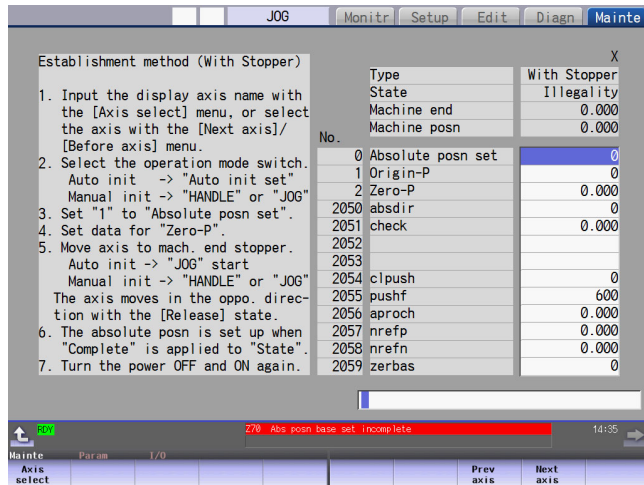 JOG Monitr Setup Edit Diagn Mainte
Establishment method (With Stopper)
1. Input the display axis name with
the [Axis select] menu, or select
the axis with the [Next axis]/
[Before axis] menu.
2. Select the operation mode switch.
Auto init -> "Auto init set"
Manual init -> "HANDLE" or "JOG"
3. Set "1" to "Absolute posn set".
4. Set data for "Zero-P".
5. Move axis to mach. end stopper.
Auto init -> "JOG" start
Manual init -> "HANDLE" or "JOG"
The axis moves in the oppo. direc-
tion with the [Release] state.
6. The absolute posn is set up when
"Complete" is applied to "State".
7. Turn the power OFF and ON again.
X
Type With Stopper
State Illegality
Machine end 0.000
Machine posn 0.000
No.
0 Absolute posn set 0
1 Origin-P 0
2 Zero-P 0.000
2050 absdir 0
2051 check 0.000
2052
2053
2054 clpush 0
2055 pushf 600
2056 aproch 0.000
2057 nrefp 0.000
2058 nrefn 0.000
2059 zerbas 0
RDY Z70 Abs posn base set incomplete 14:35
Mainte Param I/O
Axis select Prev axis Next axis